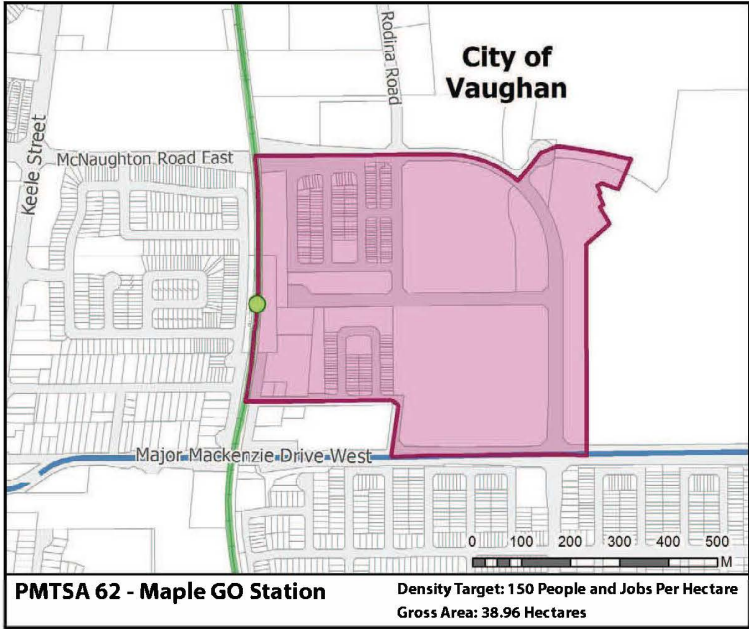 Rodina Road
City of
Vaughan
Keele Street
McNaughton Road East
Major Mackenzie Drive West
0 100 200 300 400 500
M
PMTSA 62 - Maple GO Station
Density Target: 150 People and Jobs Per Hectare
Gross Area: 38.96 Hectares